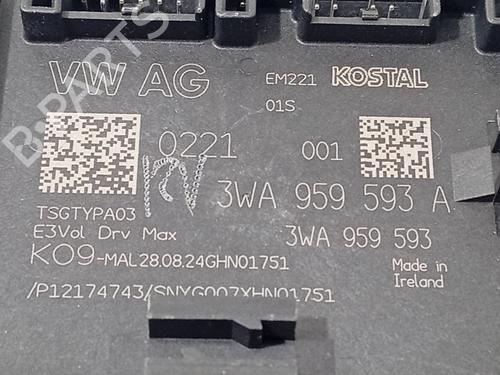 VW AG
EM221 KOSTAL
01S
0221
001
3WA 959 593 A
TSGTYPA03
E3Vol Drv Max
3WA 959 593
K09-MAL28.08.24GHN01751
Made in
Ireland
/P12174743/SNYG007XHN01751
B-PARTS